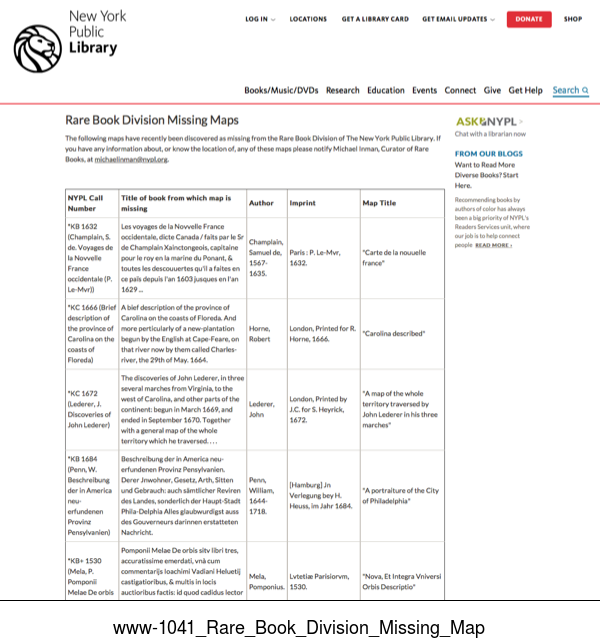 New York
Public
Library
LOG IN LOCATIONS GET A LIBRARY CARD GET EMAIL UPDATES DONATE SHOP
Books/Music/DVDs Research Education Events Connect Give Get Help Search
Rare Book Division Missing Maps
The following maps have recently been discovered as missing from the Rare Book Division of The New York Public Library. If
you have any information about, or know the location of, any of these maps please notify Michael Inman, Curator of Rare
Books, at michaelinman@nypl.org.
ASK NYPL
Chat with a librarian now
FROM OUR BLOGS
Want to Read More
Diverse Books? Start
Here.
Recommending books by
authors of color has always
been a big priority of NYPL's
Readers Services unit, where
our job is to help connect
people READ MORE ›
NYPL Call
Number
Title of book from which map is
missing
Author
Imprint
Map Title
*KB 1632
(Champlain, S.
de. Voyages de
la Novvelle
France
occidentale (P.
Le-Mvr))
Les voyages de la Novvelle France
occidentale, dicte Canada / faits par le Sr
de Champlain Xainctongeois, capitaine
pour le roy en la marine du Ponant, &
toutes les descouuertes qu'il a faites en
ce païs depuis l'an 1603 jusques en l'an
1629 ...
Champlain,
Samuel de,
1567-
1635.
Paris : P. Le-Mvr,
1632.
"Carte de la nouuelle
france"
*KC 1666 (Brief
description of
the province of
Carolina on the
coasts of
Floreda)
A bief description of the province of
Carolina on the coasts of Floreda. And
more perticularly of a new-plantation
begun by the English at Cape-Feare, on
that river now by them called Charles-
river, the 29th of May. 1664.
Horne,
Robert
London, Printed for R.
Horne, 1666.
"Carolina described"
*KC 1672
(Lederer, J.
Discoveries of
John Lederer)
The discoveries of John Lederer, in three
several marches from Virginia, to the
west of Carolina, and other parts of the
continent: begun in March 1669, and
ended in September 1670. Together
with a general map of the whole
territory which he traversed. . . .
Lederer,
John
London, Printed by
J.C. for S. Heyrick,
1672.
"A map of the whole
territory traversed by
John Lederer in his three
marches"
*KB 1684
(Penn, W.
Beschreibung
der in America
neu-
erfundenen
Provinz
Pensylvanien)
Beschreibung der in America neu-
erfundenen Provinz Pensylvanien.
Derer Jnwohner, Gesetz, Arth, Sitten
und Gebrauch: auch sämtlicher Reviren
des Landes, sonderlich der Haupt-Stadt
Phila-Delphia Alles glaubwurdigst auss
des Gouverneurs darinnen erstatteten
Nachricht.
Penn,
William,
1644-
1718.
[Hamburg] Jn
Verlegung bey H.
Heuss, im Jahr 1684.
"A portraiture of the City
of Philadelphia"
*KB+ 1530
(Mela, P.
Pomponii
Melae De orbis
Pomponii Melae De orbis sitv libri tres,
accuratissime emerdati, vnà cum
commentarijs Ioachimi Vadiani Heluetij
castigatioribus, & multis in locis
auctioribus factis: id quod cadidus lector
Mela,
Pomponius.
Lvtetiæ Parisiorvm,
1530.
"Nova, Et Integra Vniversi
Orbis Descriptio"
www-1041_Rare_Book_Division_Missing_Map